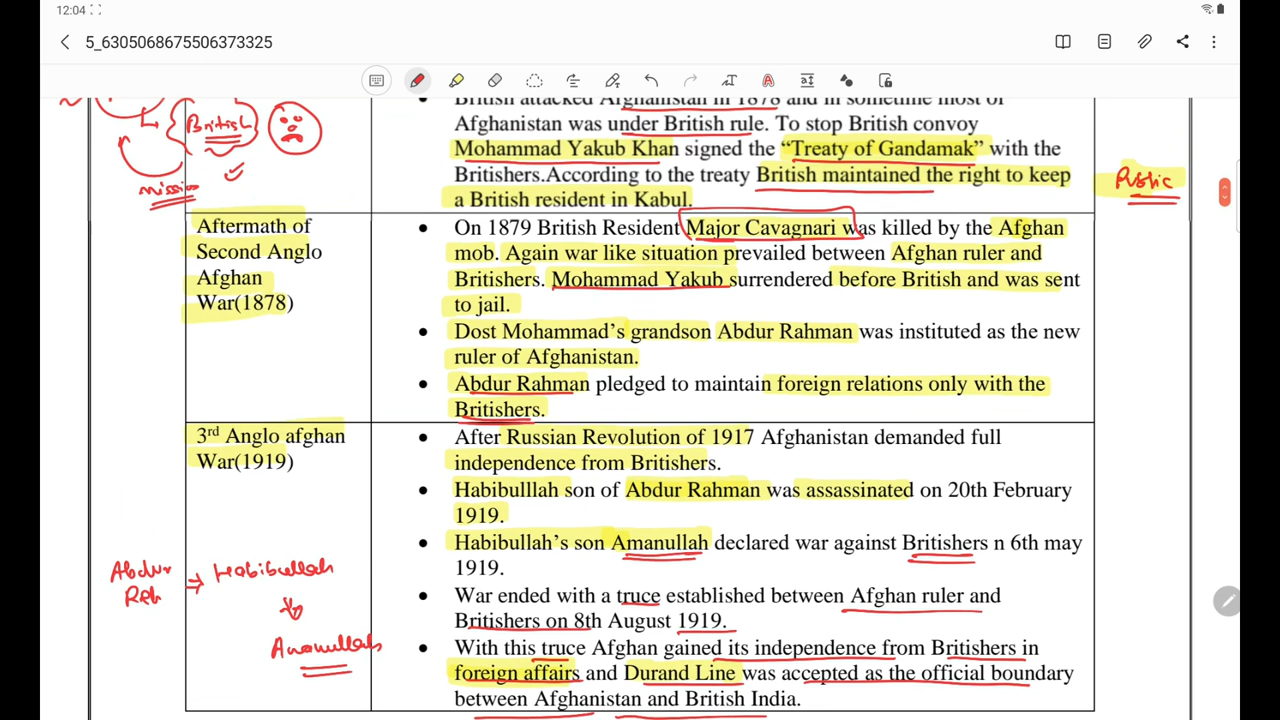 12:04
5_6305068675506373325
British attacked Afghanistan in 1878 and in sometime most of
Afghanistan was under British rule. To stop British convoy
Mohammad Yakub Khan signed the “Treaty of Gandamak” with the
Britishers.According to the treaty British maintained the right to keep
a British resident in Kabul.
British
mission
Public
Aftermath of
Second Anglo
Afghan
War(1878)
• On 1879 British Resident Major Cavagnari was killed by the Afghan
mob. Again war like situation prevailed between Afghan ruler and
Britishers. Mohammad Yakub surrendered before British and was sent
to jail.
• Dost Mohammad’s grandson Abdur Rahman was instituted as the new
ruler of Afghanistan.
• Abdur Rahman pledged to maintain foreign relations only with the
Britishers.
3rd Anglo afghan
War(1919)
• After Russian Revolution of 1917 Afghanistan demanded full
independence from Britishers.
• Habibulllah son of Abdur Rahman was assassinated on 20th February
1919.
• Habibullah’s son Amanullah declared war against Britishers n 6th may
1919.
• War ended with a truce established between Afghan ruler and
Britishers on 8th August 1919.
• With this truce Afghan gained its independence from Britishers in
foreign affairs and Durand Line was accepted as the official boundary
between Afghanistan and British India.
Abdur
Reh
Habibullah
Amanullah